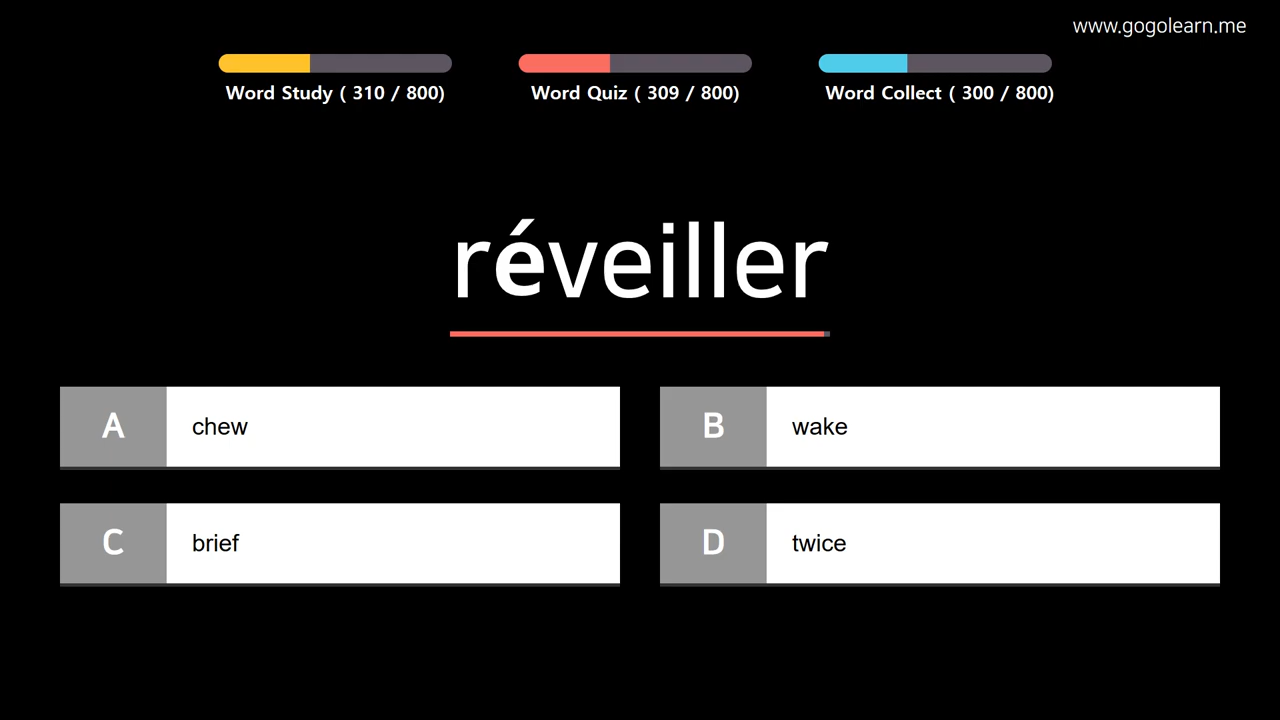 www.gogolearn.me
Word Study ( 310 / 800)
Word Quiz ( 309 / 800)
Word Collect ( 300 / 800)
réveiller
A chew
B wake
C brief
D twice